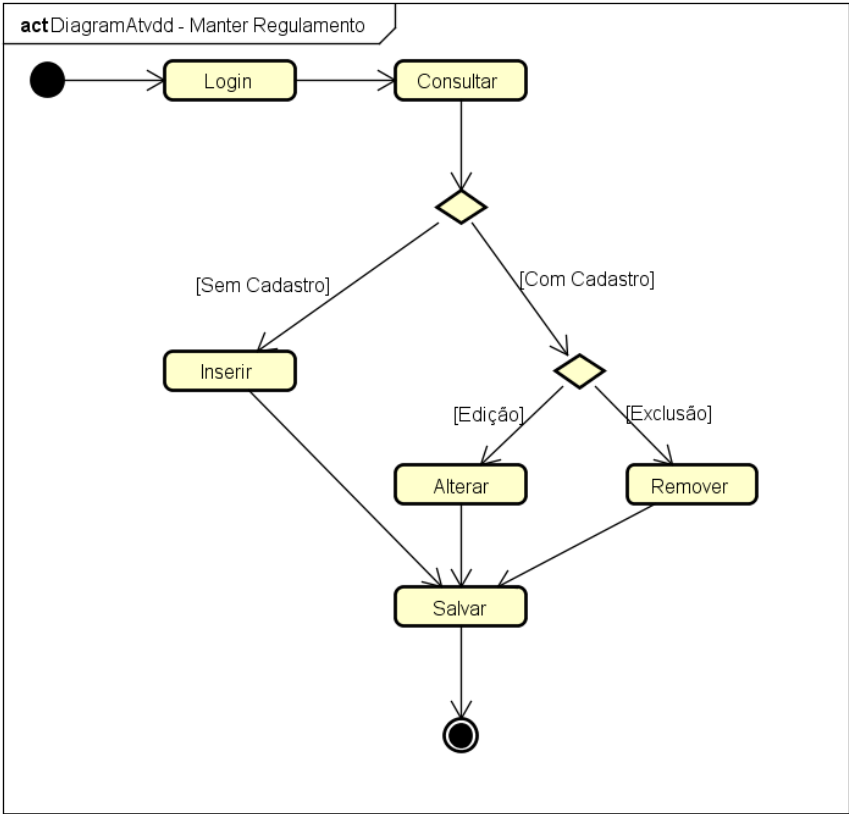 act DiagramAtvdd - Manter Regulamento
Login
Consultar
[Sem Cadastro]
[Com Cadastro]
Inserir
[Edição]
[Exclusão]
Alterar
Remover
Salvar